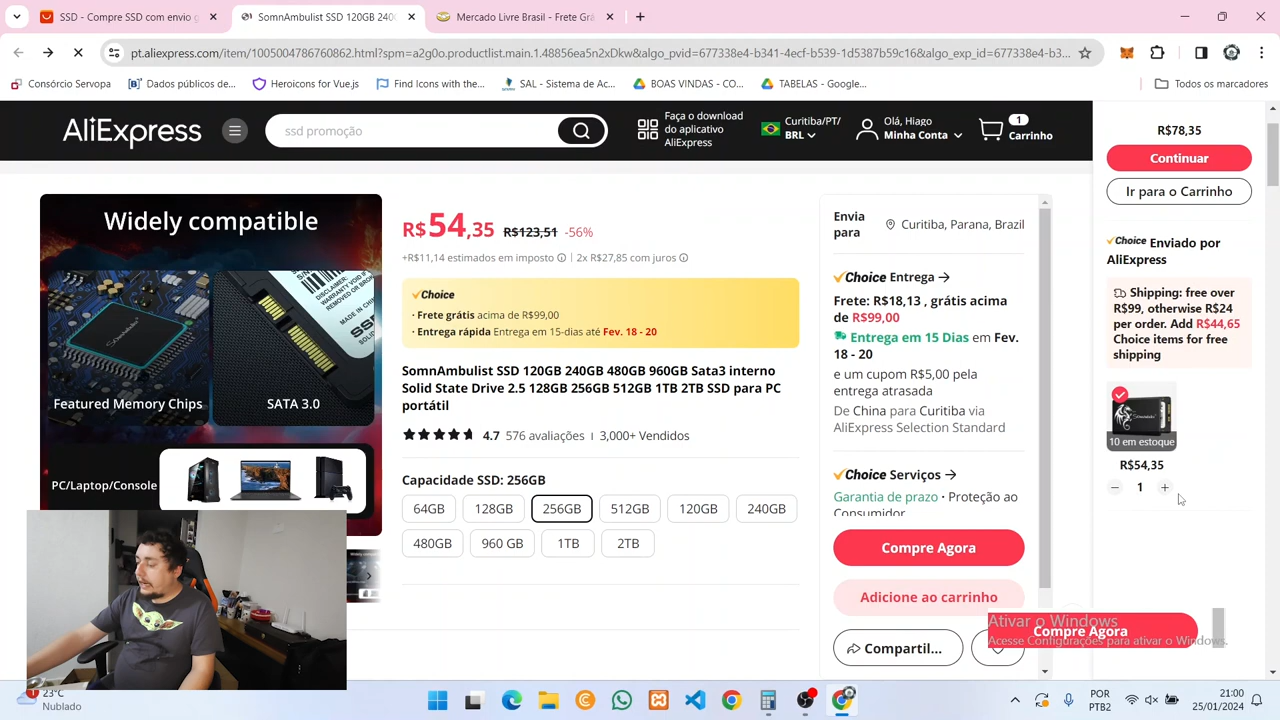 SSD - Compre SSD com envio g
SomnAmbulist SSD 120GB 240G
Mercado Livre Brasil - Frete Grá
pt.aliexpress.com/item/1005004786760862.html?spm=a2g0o.productlist.main.1.48856ea5n2xDkw&algo_pvid=677338e4-b341-4ecf-b539-1d5387b59c16&algo_exp_id=677338e4-b3...
Consórcio Servopa
Dados públicos de...
Heroicons for Vue.js
Find Icons with the...
SAL - Sistema de Ac...
BOAS VINDAS - CO...
TABELAS - Google...
Todos os marcadores
AliExpress
ssd promoção
Faça o download
do aplicativo
AliExpress
Curitiba/PT/
BRL
Olá, Hiago
Minha Conta
1
Carrinho
Widely compatible
Featured Memory Chips
SATA 3.0
PC/Laptop/Console
R$54,35 R$123,51 -56%
+R$11,14 estimados em imposto | 2x R$27,85 com juros
Choice
· Frete grátis acima de R$99,00
· Entrega rápida Entrega em 15-dias até Fev. 18 - 20
SomnAmbulist SSD 120GB 240GB 480GB 960GB Sata3 interno
Solid State Drive 2.5 128GB 256GB 512GB 1TB 2TB SSD para PC
portátil
4.7 576 avaliações | 3,000+ Vendidos
Capacidade SSD: 256GB
64GB 128GB 256GB 512GB 120GB 240GB
480GB 960 GB 1TB 2TB
Envia
para
Curitiba, Parana, Brazil
Choice Entrega
Frete: R$18,13 , grátis acima
de R$99,00
Entrega em 15 Dias em Fev.
18 - 20
e um cupom R$5,00 pela
entrega atrasada
De China para Curitiba via
AliExpress Selection Standard
Choice Serviços
Garantia de prazo · Proteção ao
Consumidor
Compre Agora
Adicione ao carrinho
Compartil...
R$78,35
Continuar
Ir para o Carrinho
Choice Enviado por
AliExpress
Shipping: free over
R$99, otherwise R$24
per order. Add R$44,65
Choice items for free
shipping
10 em estoque
R$54,35
− 1 +
Compre Agora
Ativar o Windows
Acesse Configurações para ativar o Windows.
23°C
Nublado
POR
PTB2
21:00
25/01/2024